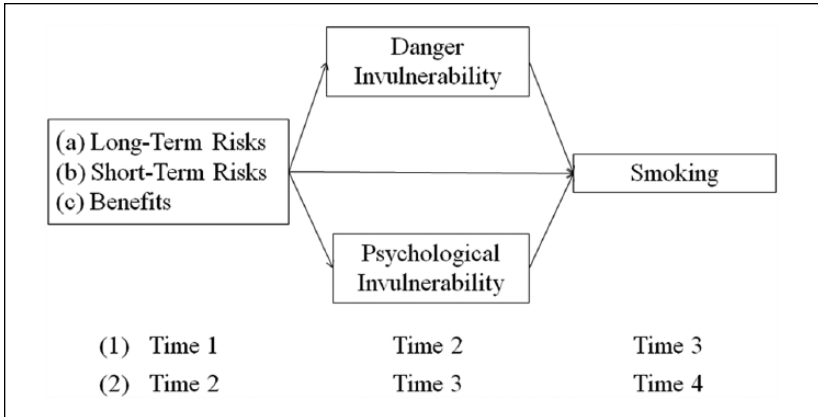 Danger
Invulnerability
(a) Long-Term Risks
(b) Short-Term Risks
(c) Benefits
Smoking
Psychological
Invulnerability
(1) Time 1 Time 2 Time 3
(2) Time 2 Time 3 Time 4